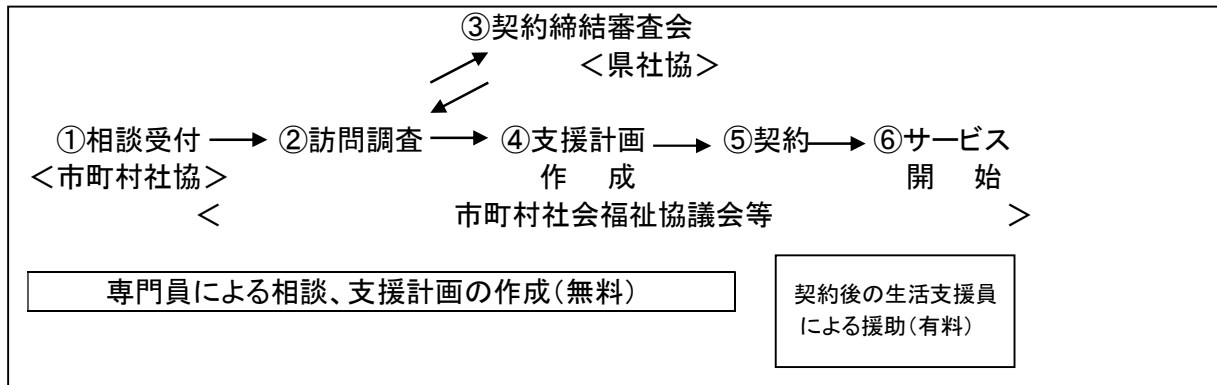 ③契約締結審査会
＜県社協＞
①相談受付 ②訪問調査 ④支援計画 ⑤契約 ⑥サービス
＜市町村社協＞ 作 成 開 始
＜ 市町村社会福祉協議会等 ＞
専門員による相談、支援計画の作成（無料）
契約後の生活支援員
による援助（有料）